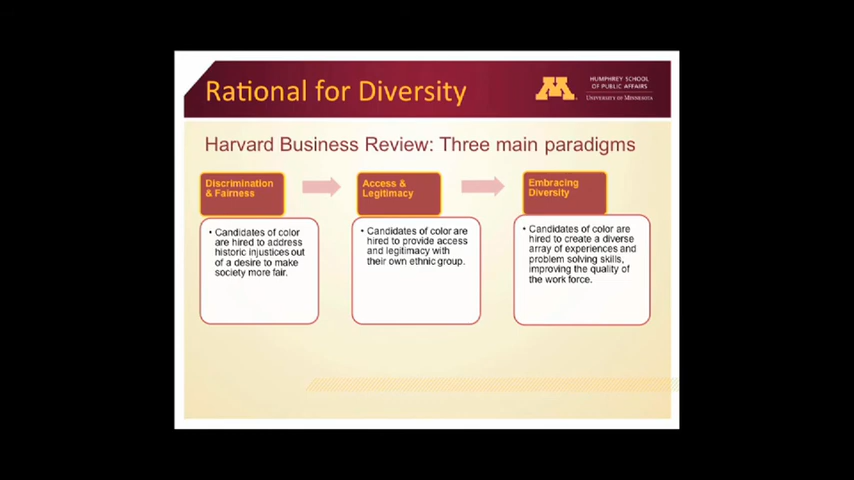 Rational for Diversity
HUMPHREY SCHOOL
OF PUBLIC AFFAIRS
UNIVERSITY OF MINNESOTA
Harvard Business Review: Three main paradigms
Discrimination
& Fairness
• Candidates of color
are hired to address
historic injustices out
of a desire to make
society more fair.
Access &
Legitimacy
• Candidates of color are
hired to provide access
and legitimacy with
their own ethnic group.
Embracing
Diversity
• Candidates of color are
hired to create a diverse
array of experiences and
problem solving skills,
improving the quality of
the work force.